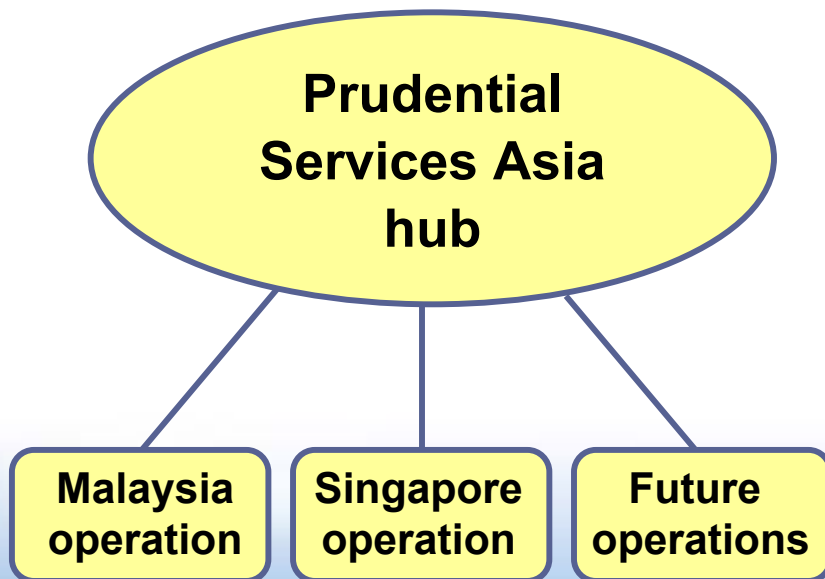 Prudential
Services Asia
hub
Malaysia
operation
Singapore
operation
Future
operations